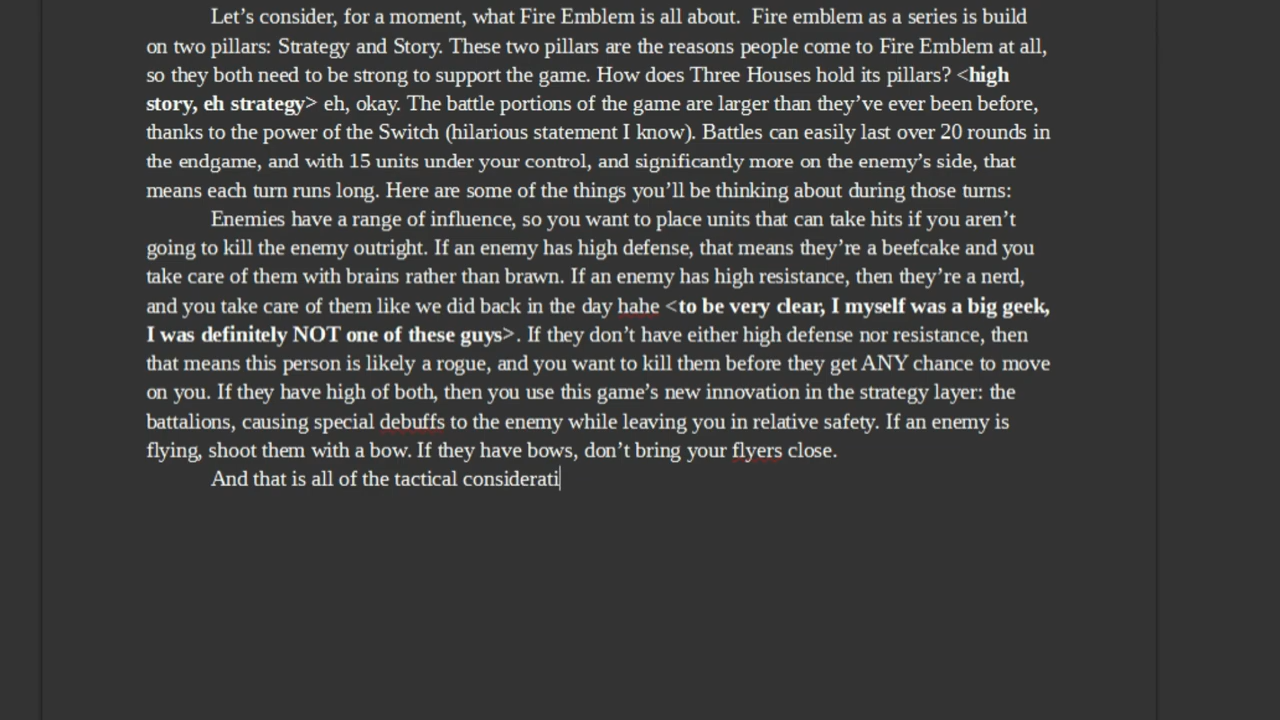 Let’s consider, for a moment, what Fire Emblem is all about.  Fire emblem as a series is build
on two pillars: Strategy and Story. These two pillars are the reasons people come to Fire Emblem at all,
so they both need to be strong to support the game. How does Three Houses hold its pillars? <high
story, eh strategy> eh, okay. The battle portions of the game are larger than they’ve ever been before,
thanks to the power of the Switch (hilarious statement I know). Battles can easily last over 20 rounds in
the endgame, and with 15 units under your control, and significantly more on the enemy’s side, that
means each turn runs long. Here are some of the things you’ll be thinking about during those turns:
Enemies have a range of influence, so you want to place units that can take hits if you aren’t
going to kill the enemy outright. If an enemy has high defense, that means they’re a beefcake and you
take care of them with brains rather than brawn. If an enemy has high resistance, then they’re a nerd,
and you take care of them like we did back in the day hahe <to be very clear, I myself was a big geek,
I was definitely NOT one of these guys>. If they don’t have either high defense nor resistance, then
that means this person is likely a rogue, and you want to kill them before they get ANY chance to move
on you. If they have high of both, then you use this game’s new innovation in the strategy layer: the
battalions, causing special debuffs to the enemy while leaving you in relative safety. If an enemy is
flying, shoot them with a bow. If they have bows, don’t bring your flyers close.
And that is all of the tactical considerati